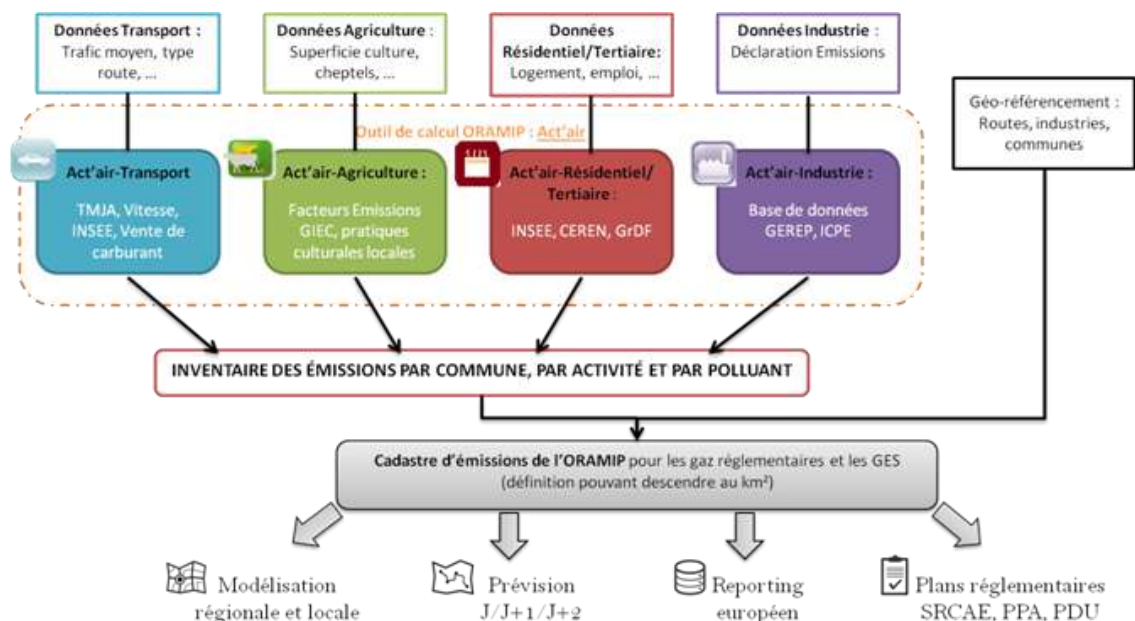 Données Transport :
Trafic moyen, type
route, ...
Données Agriculture :
Superficie culture,
cheptels, ...
Données
Résidentiel/Tertiaire:
Logement, emploi, ...
Données Industrie :
Déclaration Emissions
Géo-référencement :
Routes, industries,
communes
Outil de calcul ORAMIP : Act'air
Act'air-Transport
TMJA, Vitesse,
INSEE, Vente de
carburant
Act'air-Agriculture :
Facteurs Emissions
GIEC, pratiques
culturales locales
Act'air-Résidentiel/
Tertiaire :
INSEE, CEREN, GrDF
Act'air-Industrie :
Base de données
GEREP, ICPE
INVENTAIRE DES ÉMISSIONS PAR COMMUNE, PAR ACTIVITÉ ET PAR POLLUANT
Cadastre d'émissions de l'ORAMIP pour les gaz réglementaires et les GES
(définition pouvant descendre au km²)
Modélisation
régionale et locale
Prévision
J/J+1/J+2
Reporting
européen
Plans réglementaires
SRCAE, PPA, PDU